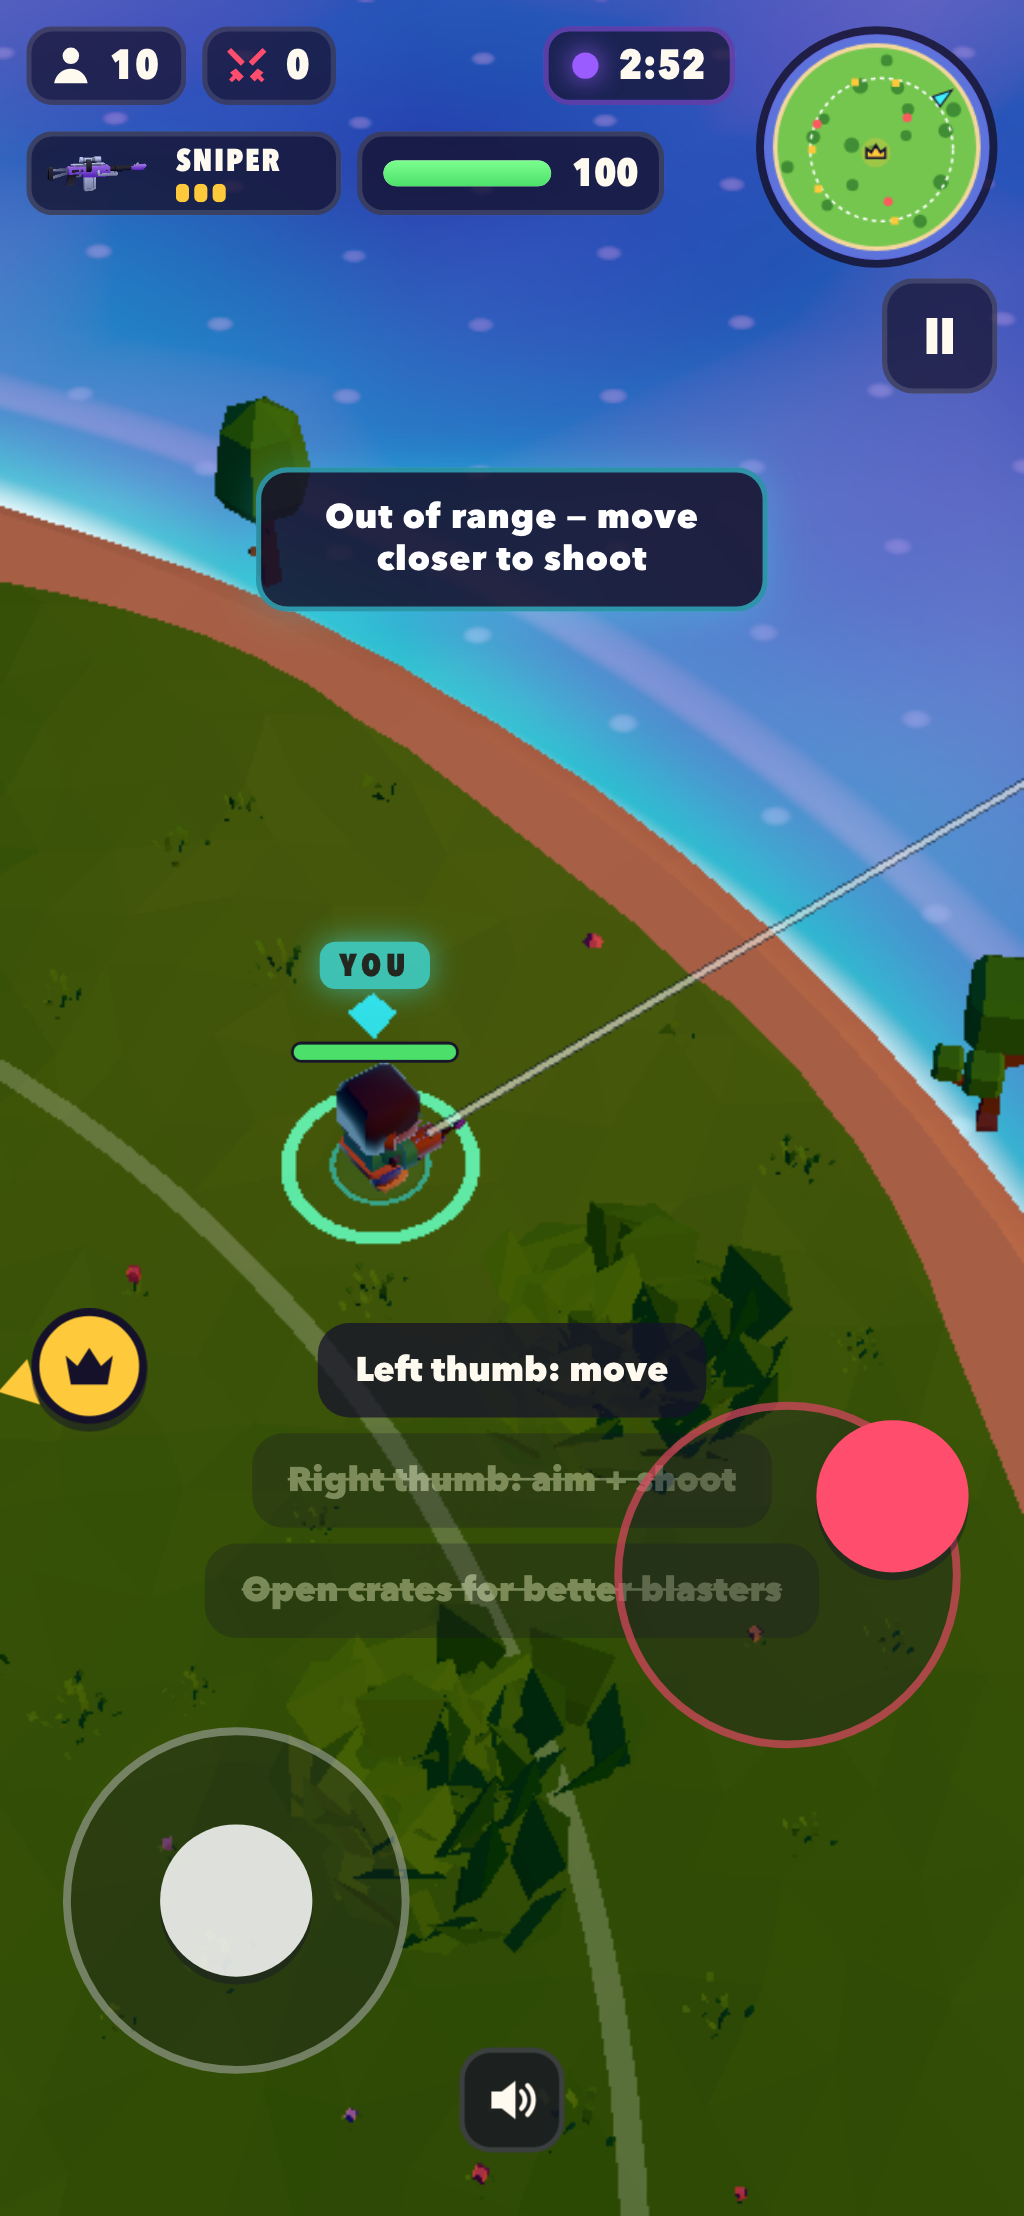 10
0
2:52
SNIPER
100
Out of range – move
closer to shoot
YOU
Left thumb: move
Right thumb: aim + shoot
Open crates for better blasters